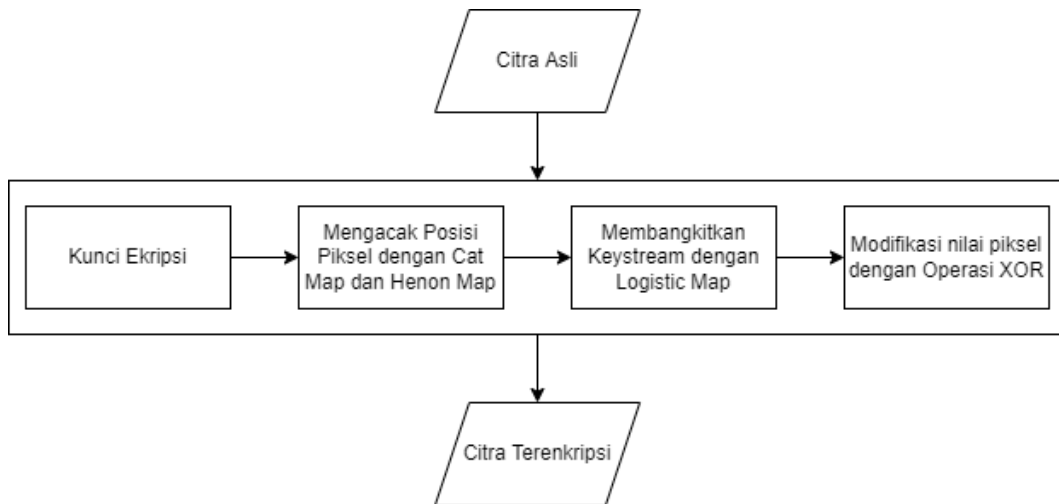 Citra Asli
Kunci Ekripsi
Mengacak Posisi
Piksel dengan Cat
Map dan Henon Map
Membangkitkan
Keystream dengan
Logistic Map
Modifikasi nilai piksel
dengan Operasi XOR
Citra Terenkripsi